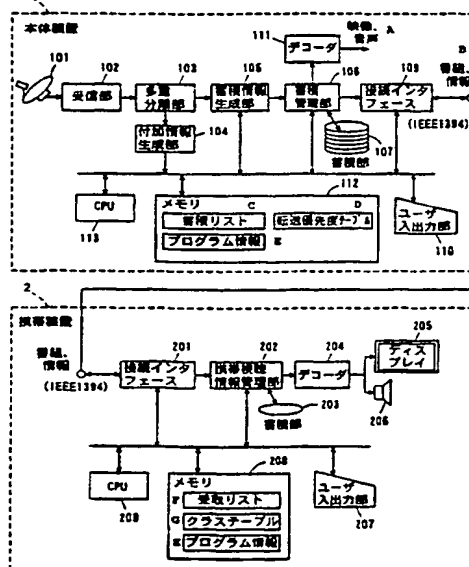 本体装置
101
102
受信部
103
多重
分離部
104
付加情報
生成部
105
蓄積情報
生成部
106
蓄積
管理部
107
蓄積部
111
デコーダ
映像、 A
音声
109
接続インタ
フェース
B
番組、
情報
(IEEE1394)
CPU
113
112
メモリ C D
蓄積リスト
転送優先度テーブル
プログラム情報 E
ユーザ
入出力部
110
2
携帯装置
番組、
情報
(IEEE1394)
201
接続インタ
フェース
202
携帯視聴
情報管理部
203
蓄積部
204
デコーダ
205
ディス
プレイ
206
CPU
209
208
メモリ
F 受取リスト
G クラステーブル
E プログラム情報
ユーザ
入出力部
207